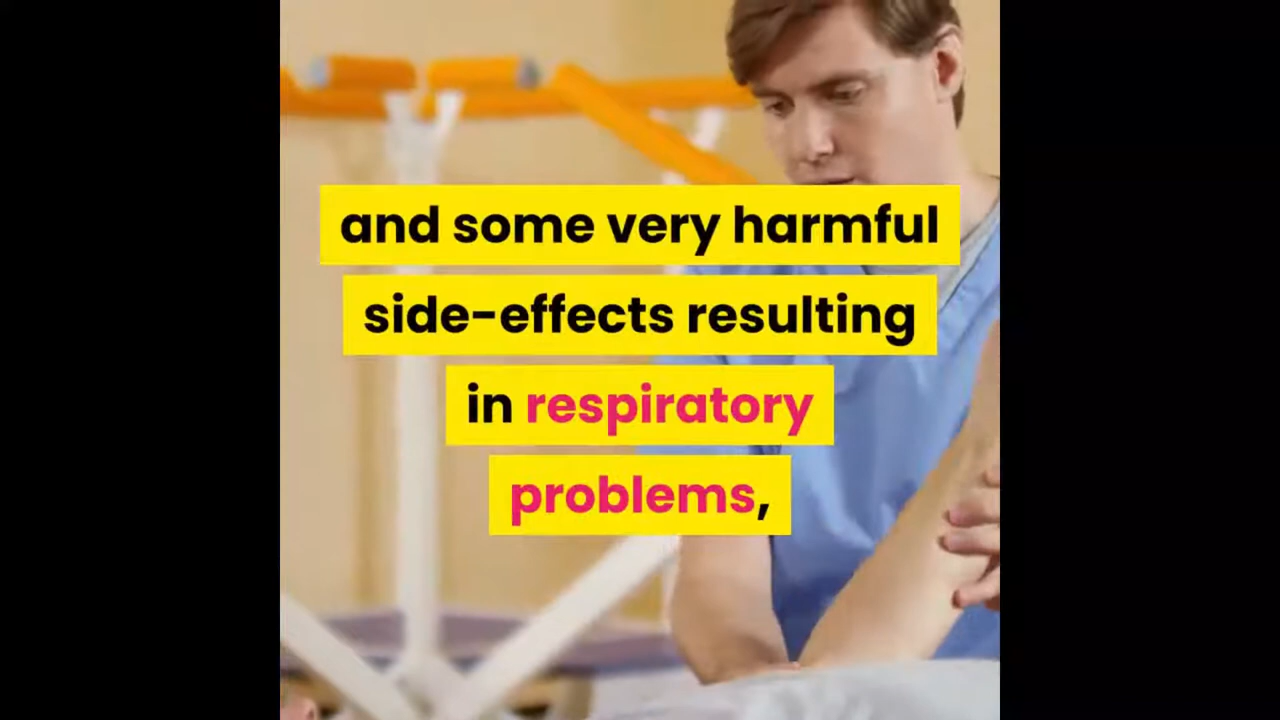 and some very harmful
side-effects resulting
in respiratory
problems,